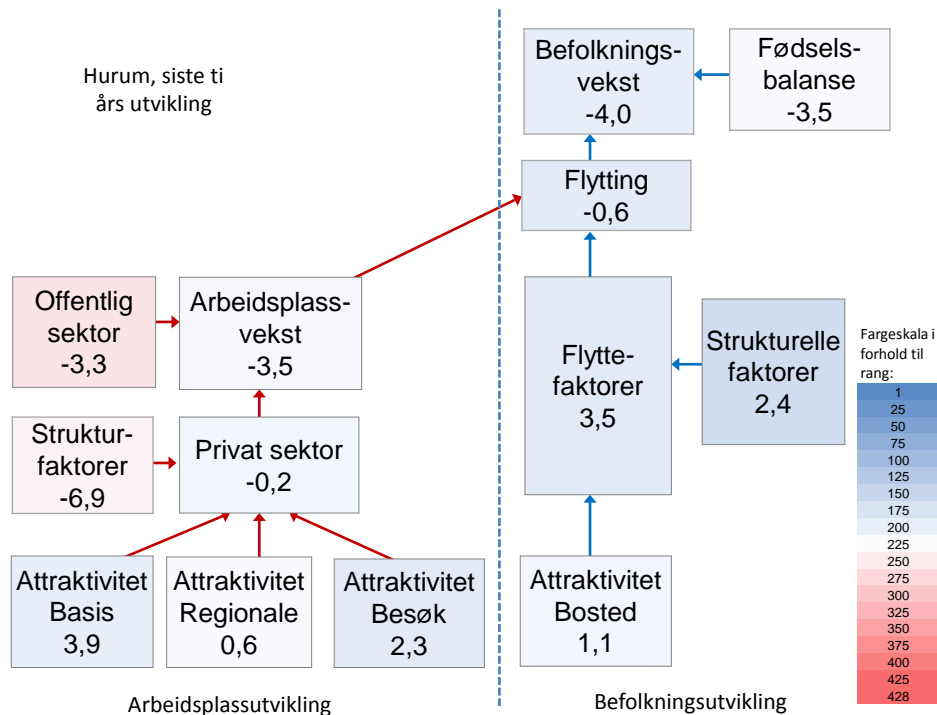 Hurum, siste ti
års utvikling
Befolknings-
vekst
-4,0
Fødsels-
balanse
-3,5
Flytting
-0,6
Offentlig
sektor
-3,3
Arbeidsplass-
vekst
-3,5
Flytte-
faktorer
3,5
Strukturelle
faktorer
2,4
Struktur-
faktorer
-6,9
Privat sektor
-0,2
Attraktivitet
Basis
3,9
Attraktivitet
Regionale
0,6
Attraktivitet
Besøk
2,3
Attraktivitet
Bosted
1,1
Fargeskala i
forhold til
rang:
1
25
50
75
100
125
150
175
200
225
250
275
300
325
350
375
400
425
428
Arbeidsplassutvikling
Befolkningsutvikling